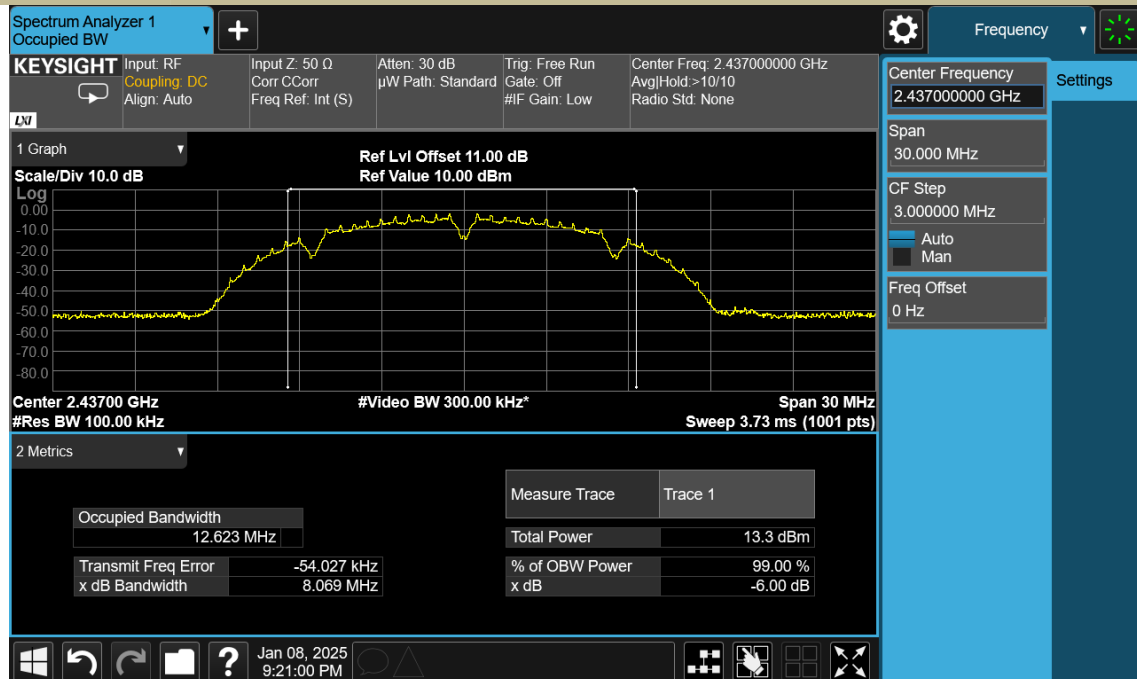 Spectrum Analyzer 1
Occupied BW
+
Frequency
KEYSIGHT
LXI
Input: RF
Coupling: DC
Align: Auto
Input Z: 50 Ω
Corr CCorr
Freq Ref: Int (S)
Atten: 30 dB
µW Path: Standard
Trig: Free Run
Gate: Off
#IF Gain: Low
Center Freq: 2.437000000 GHz
Avg|Hold:>10/10
Radio Std: None
Center Frequency
2.437000000 GHz
Settings
Span
30.000 MHz
CF Step
3.000000 MHz
Auto
Man
Freq Offset
0 Hz
1 Graph
Scale/Div 10.0 dB
Ref Lvl Offset 11.00 dB
Ref Value 10.00 dBm
Log
0.00
-10.0
-20.0
-30.0
-40.0
-50.0
-60.0
-70.0
-80.0
Center 2.43700 GHz
#Video BW 300.00 kHz*
Span 30 MHz
#Res BW 100.00 kHz
Sweep 3.73 ms (1001 pts)
2 Metrics
Measure Trace Trace 1
Occupied Bandwidth
12.623 MHz
Total Power 13.3 dBm
Transmit Freq Error -54.027 kHz
% of OBW Power 99.00 %
x dB Bandwidth 8.069 MHz
x dB -6.00 dB
?
Jan 08, 2025
9:21:00 PM